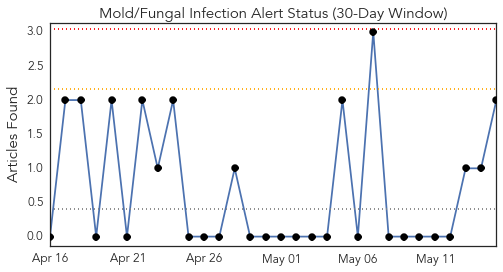 Mold/Fungal Infection Alert Status (30-Day Window)
Articles Found
3.0
2.5
2.0
1.5
1.0
0.5
0.0
Apr 16 Apr 21 Apr 26 May 01 May 06 May 11